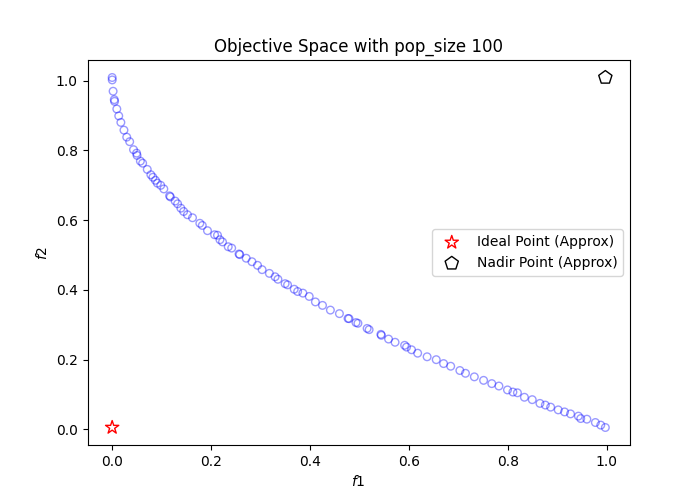 Objective Space with pop_size 100
1.0
0.8
0.6
0.4
0.2
0.0
f2
Ideal Point (Approx)
Nadir Point (Approx)
0.0 0.2 0.4 0.6 0.8 1.0
f1